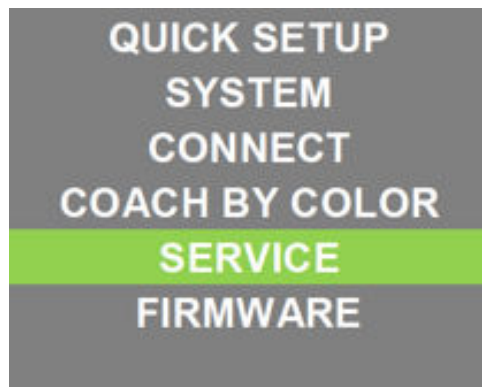 QUICK SETUP
SYSTEM
CONNECT
COACH BY COLOR
SERVICE
FIRMWARE